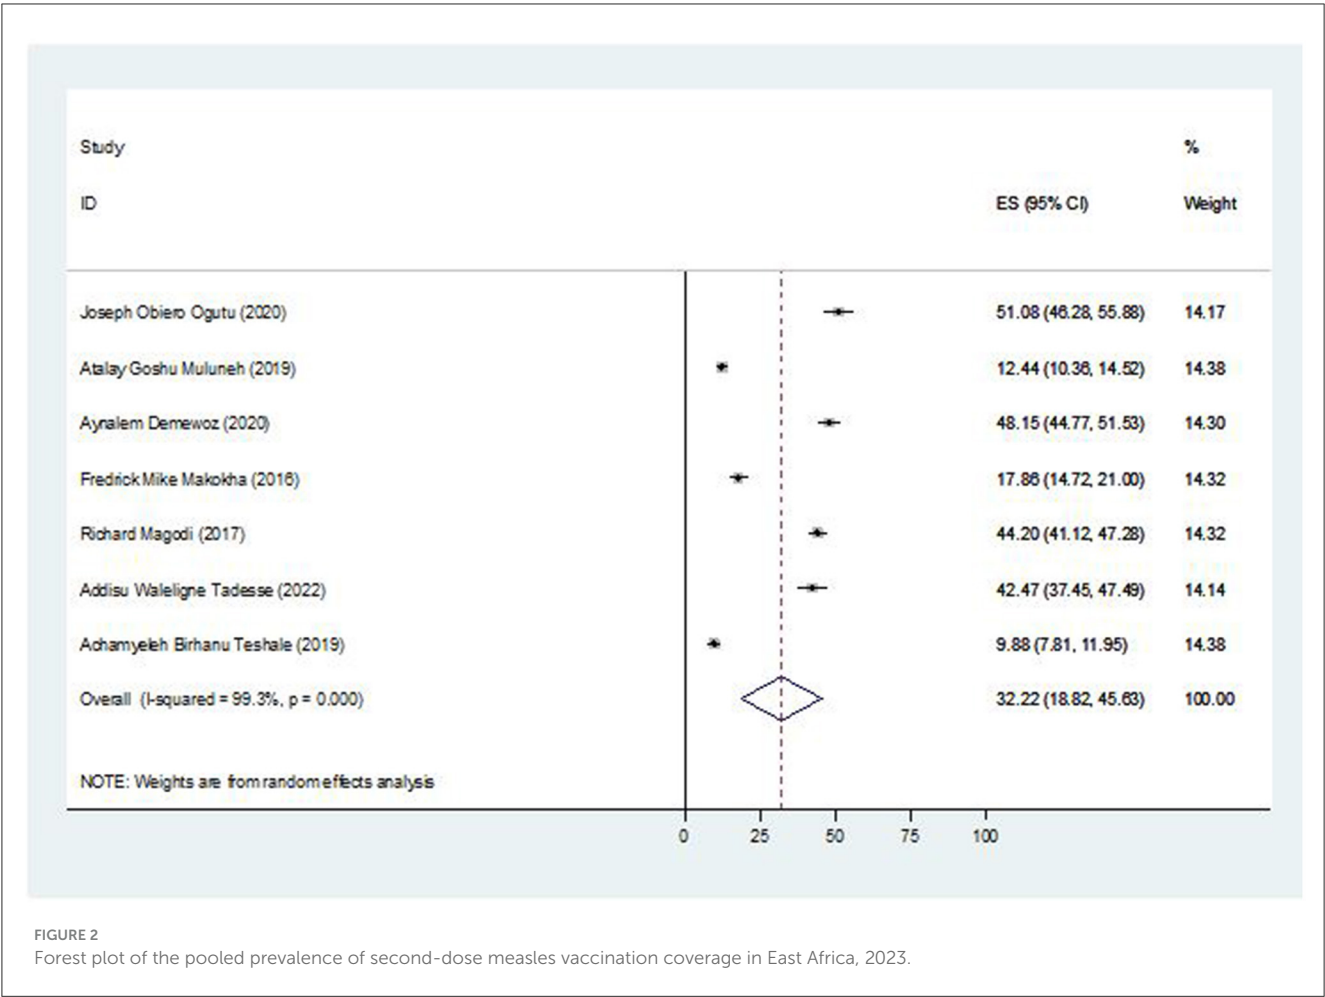 Study %
ID ES (95% CI) Weight
Joseph Obiero Ogutu (2020) 51.08 (46.28, 55.88) 14.17
Atalay Goshu Muluneh (2019) 12.44 (10.36, 14.52) 14.38
Aynalem Demewoz (2020) 48.15 (44.77, 51.53) 14.30
Fredrick Mike Makokha (2016) 17.86 (14.72, 21.00) 14.32
Richard Magodi (2017) 44.20 (41.12, 47.28) 14.32
Addisu Waleligne Tadesse (2022) 42.47 (37.45, 47.49) 14.14
Achamyeleh Birhanu Teshale (2019) 9.88 (7.81, 11.95) 14.38
Overall (I-squared = 99.3%, p = 0.000) 32.22 (18.82, 45.63) 100.00
NOTE: Weights are from random effects analysis
0 25 50 75 100
FIGURE 2
Forest plot of the pooled prevalence of second-dose measles vaccination coverage in East Africa, 2023.